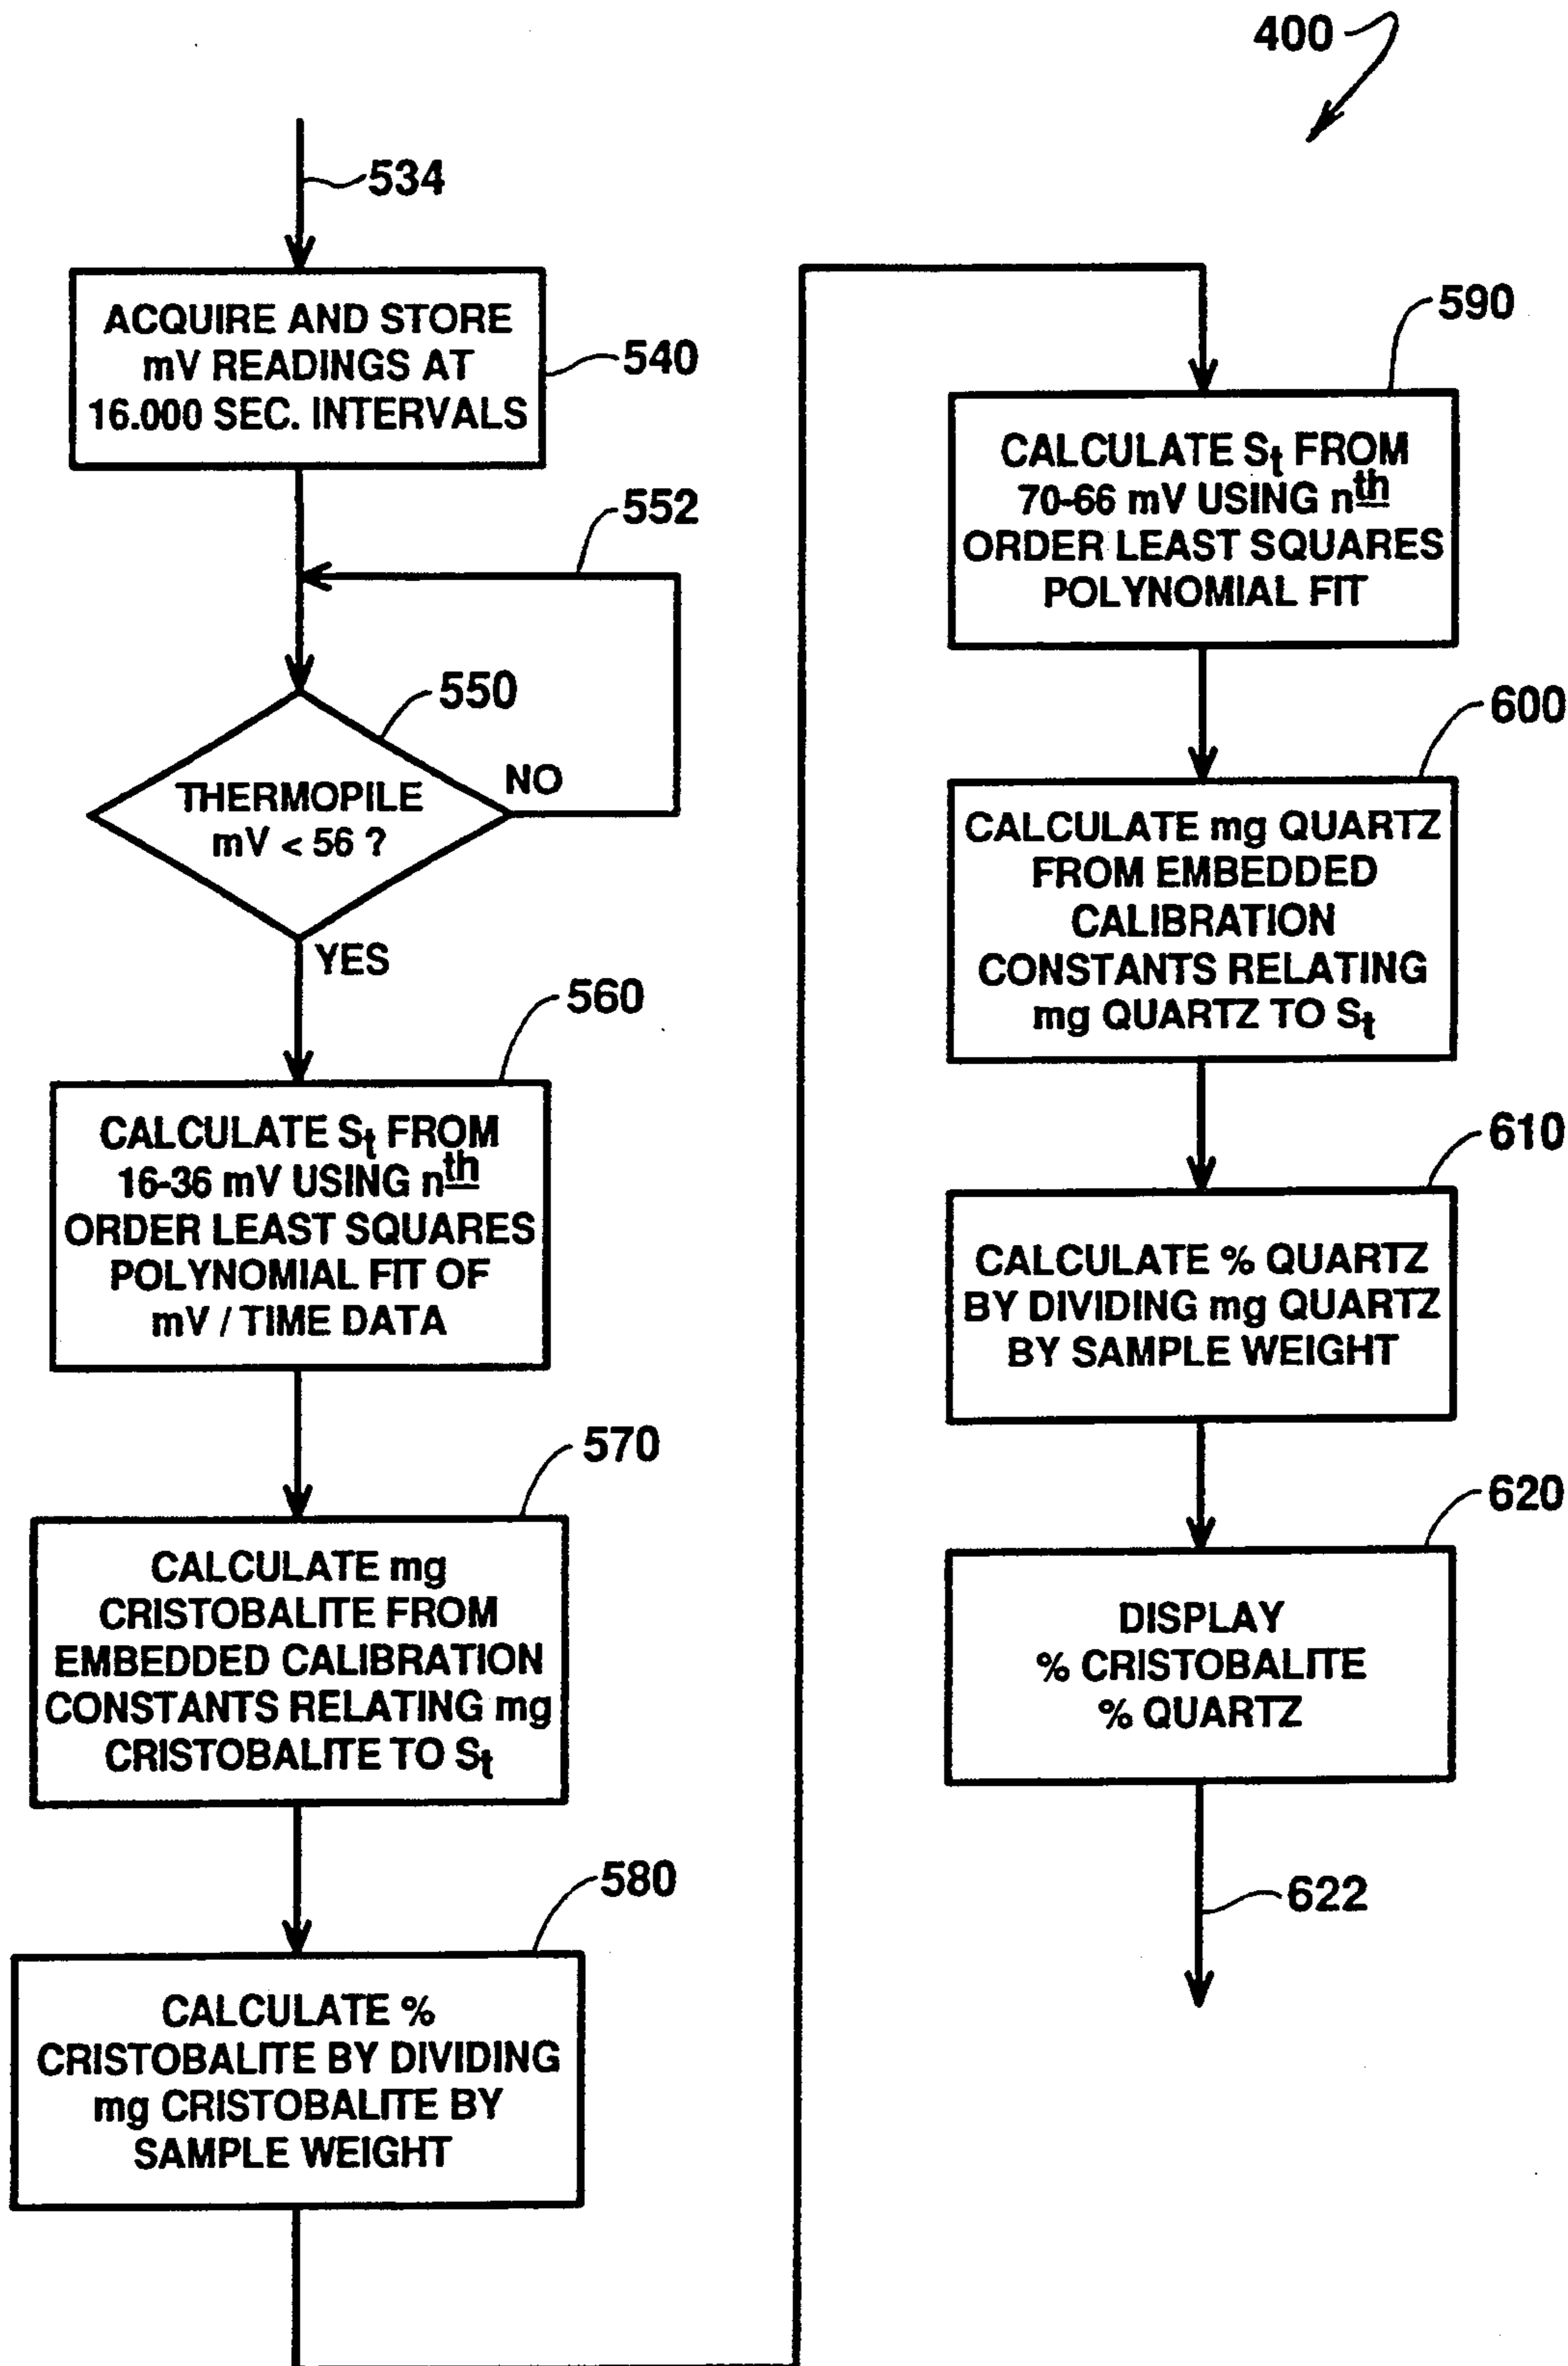 400
534
ACQUIRE AND STORE
mV READINGS AT
16.000 SEC. INTERVALS
540
552
550
THERMOPILE
mV < 56 ?
NO
YES
560
CALCULATE St FROM
16-36 mV USING nth
ORDER LEAST SQUARES
POLYNOMIAL FIT OF
mV / TIME DATA
570
CALCULATE mg
CRISTOBALITE FROM
EMBEDDED CALIBRATION
CONSTANTS RELATING mg
CRISTOBALITE TO St
580
CALCULATE %
CRISTOBALITE BY DIVIDING
mg CRISTOBALITE BY
SAMPLE WEIGHT
590
CALCULATE St FROM
70-66 mV USING nth
ORDER LEAST SQUARES
POLYNOMIAL FIT
600
CALCULATE mg QUARTZ
FROM EMBEDDED
CALIBRATION
CONSTANTS RELATING
mg QUARTZ TO St
610
CALCULATE % QUARTZ
BY DIVIDING mg QUARTZ
BY SAMPLE WEIGHT
620
DISPLAY
% CRISTOBALITE
% QUARTZ
622